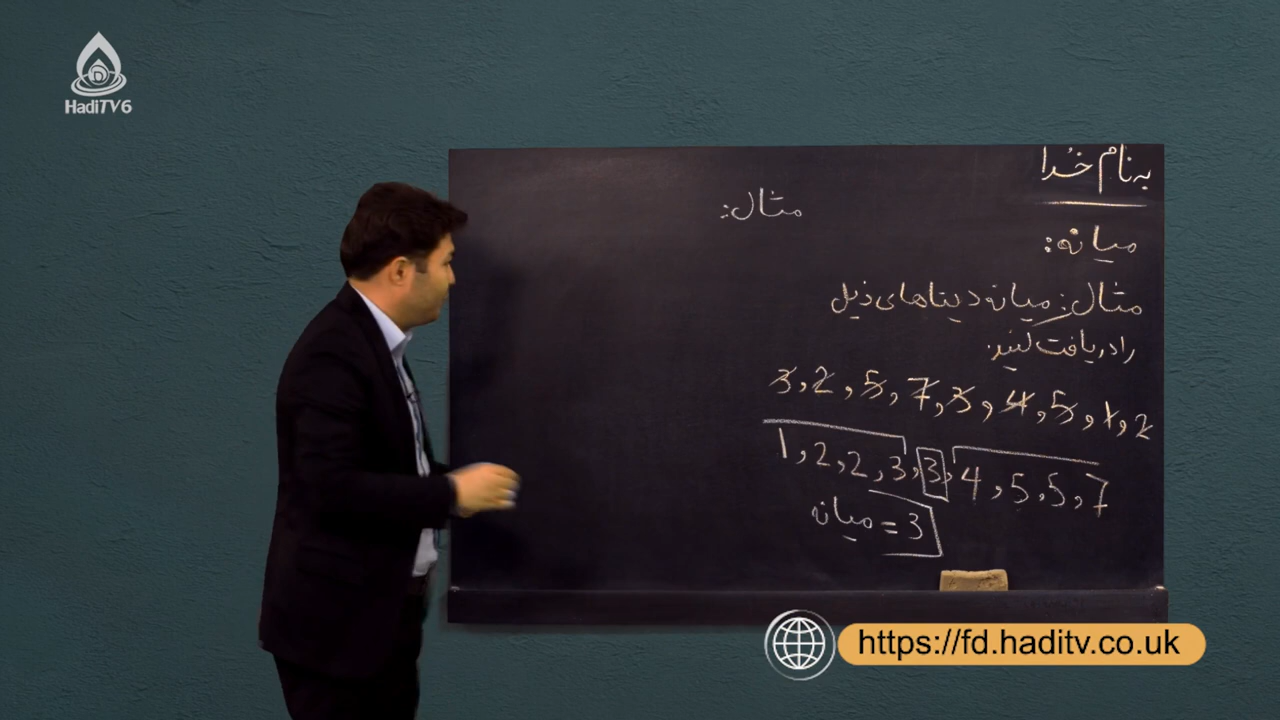 HadiTV6
به نام خدا
میانه:
مثال: میانه دیتاهای ذیل
را دریافت کنید.
3, 2, 5, 7, 3, 4, 5, 1, 2
1, 2, 2, 3, 3, 4, 5, 5, 7
میانه = 3
مثال:
https://fd.haditv.co.uk